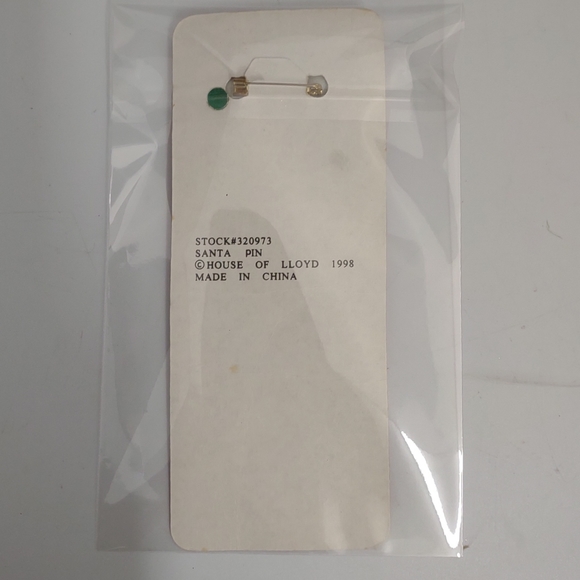 STOCK#320973
SANTA PIN
©HOUSE OF LLOYD 1998
MADE IN CHINA